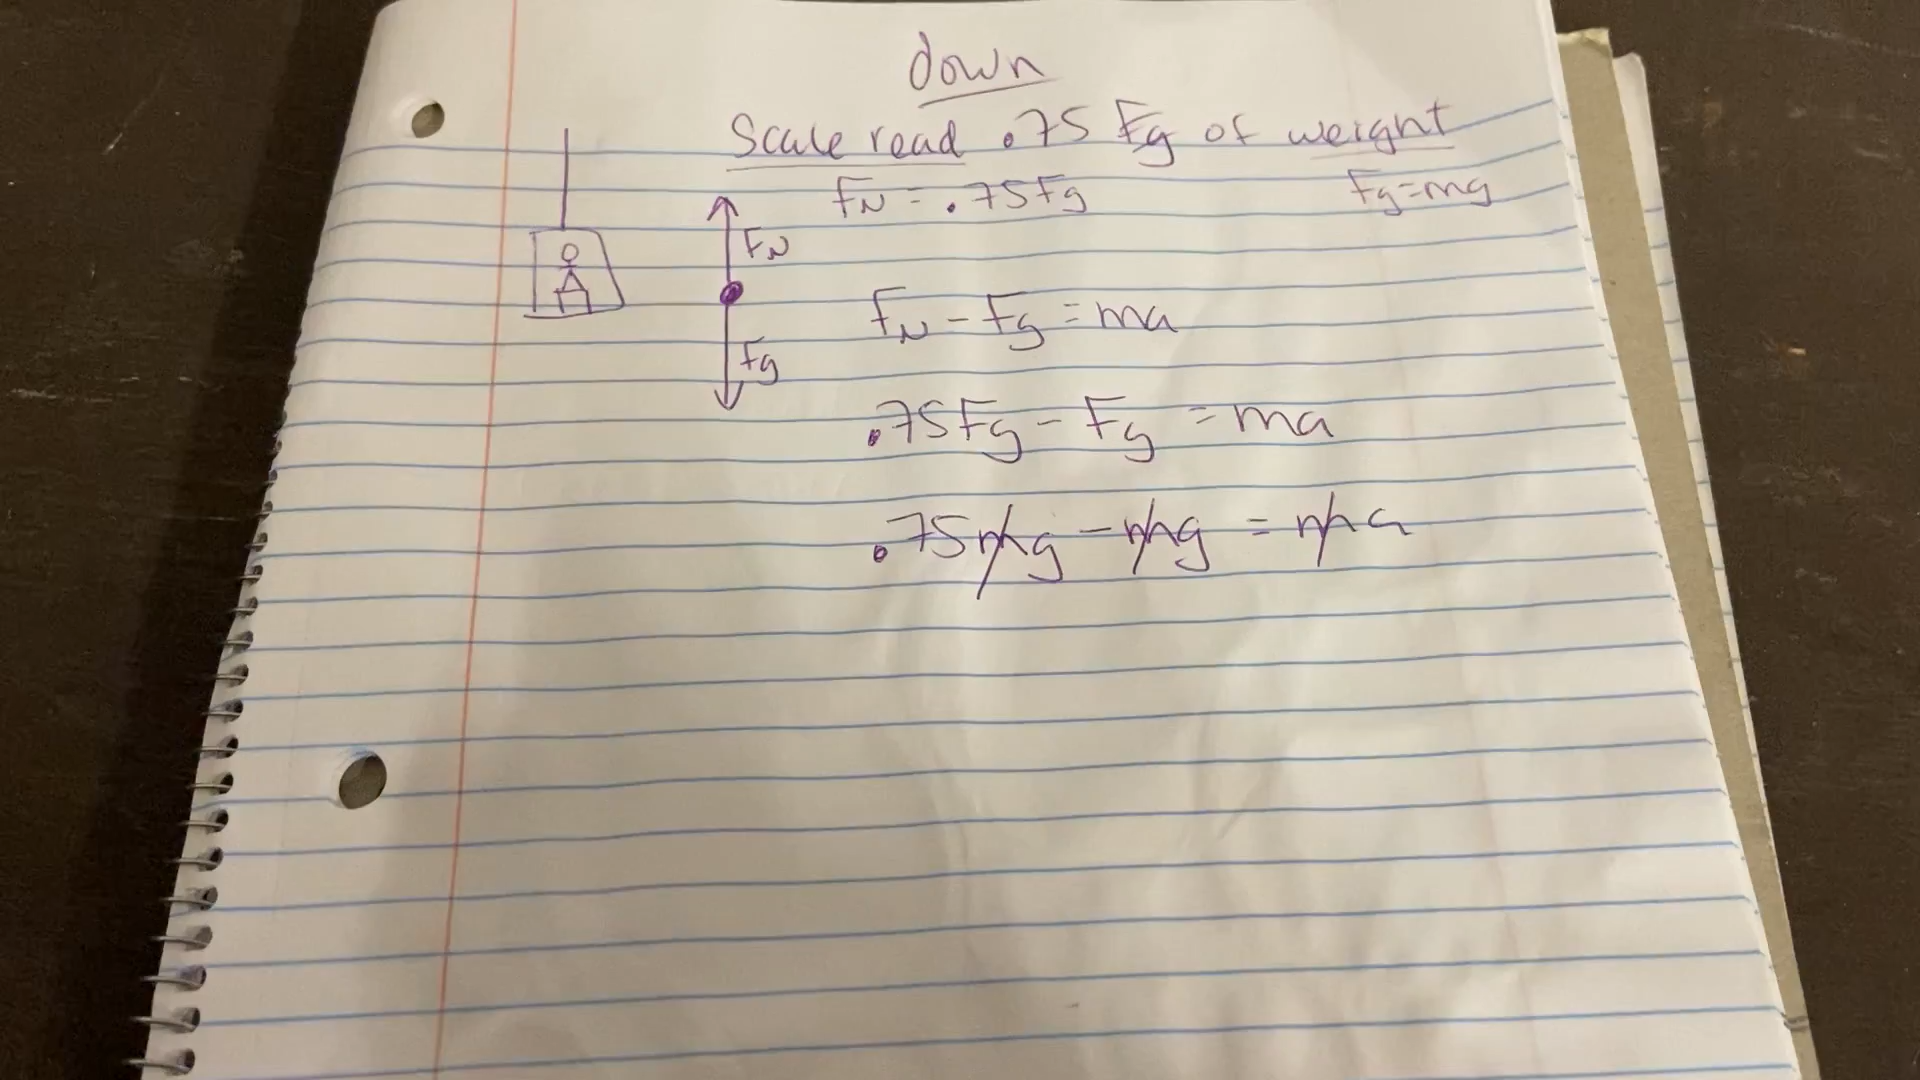 down
Scale read .75 Fg of weight
FN = .75Fg
Fg=mg
FN
Fg
FN - Fg = ma
.75Fg - Fg = ma
.75mg - mg = ma